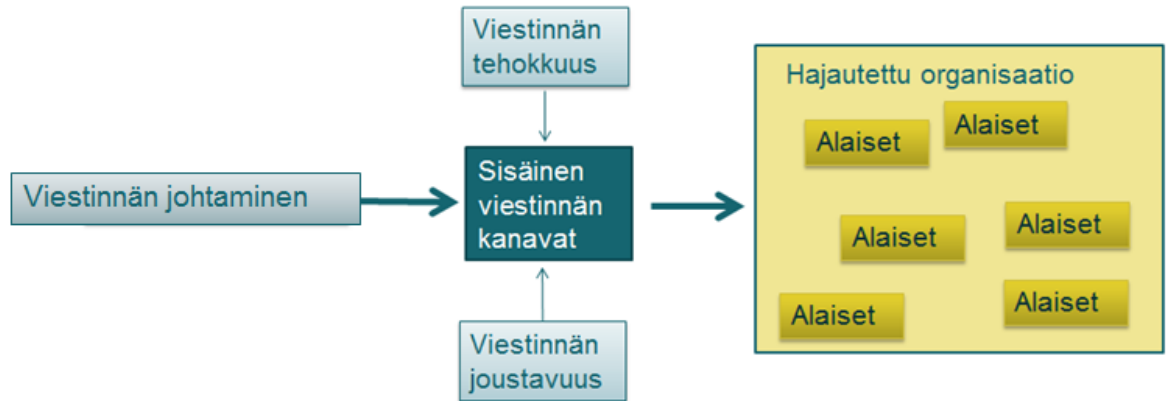 Viestinnän
tehokkuus
Viestinnän johtaminen
Sisäinen
viestinnän
kanavat
Viestinnän
joustavuus
Hajautettu organisaatio
Alaiset
Alaiset
Alaiset
Alaiset
Alaiset
Alaiset